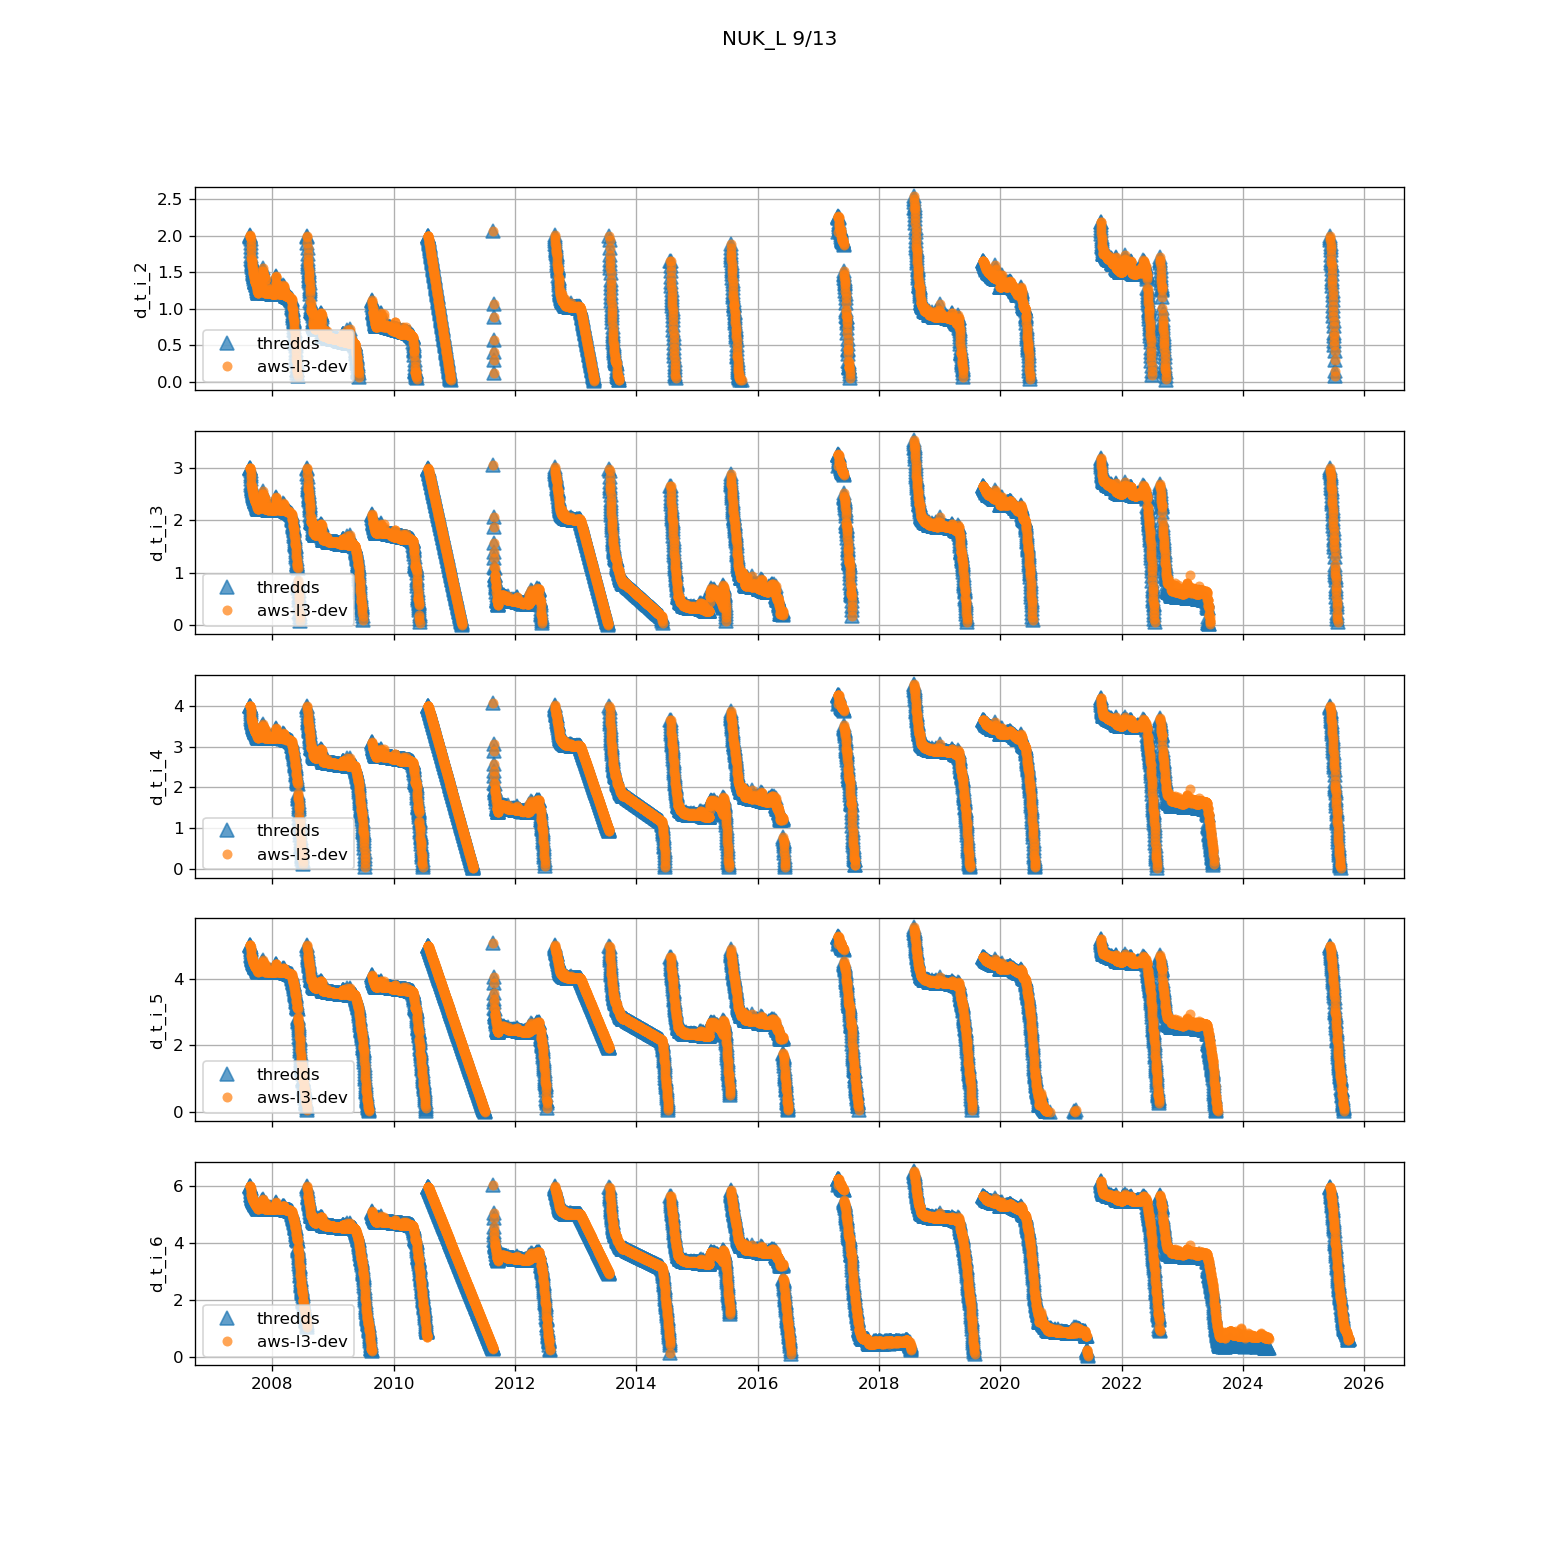 NUK_L 9/13
2.5
2.0
1.5
1.0
0.5
0.0
d_t_i_2
thredds
aws-l3-dev
3
2
1
0
d_t_i_3
thredds
aws-l3-dev
4
3
2
1
0
d_t_i_4
thredds
aws-l3-dev
4
2
0
d_t_i_5
thredds
aws-l3-dev
6
4
2
0
d_t_i_6
thredds
aws-l3-dev
2008 2010 2012 2014 2016 2018 2020 2022 2024 2026